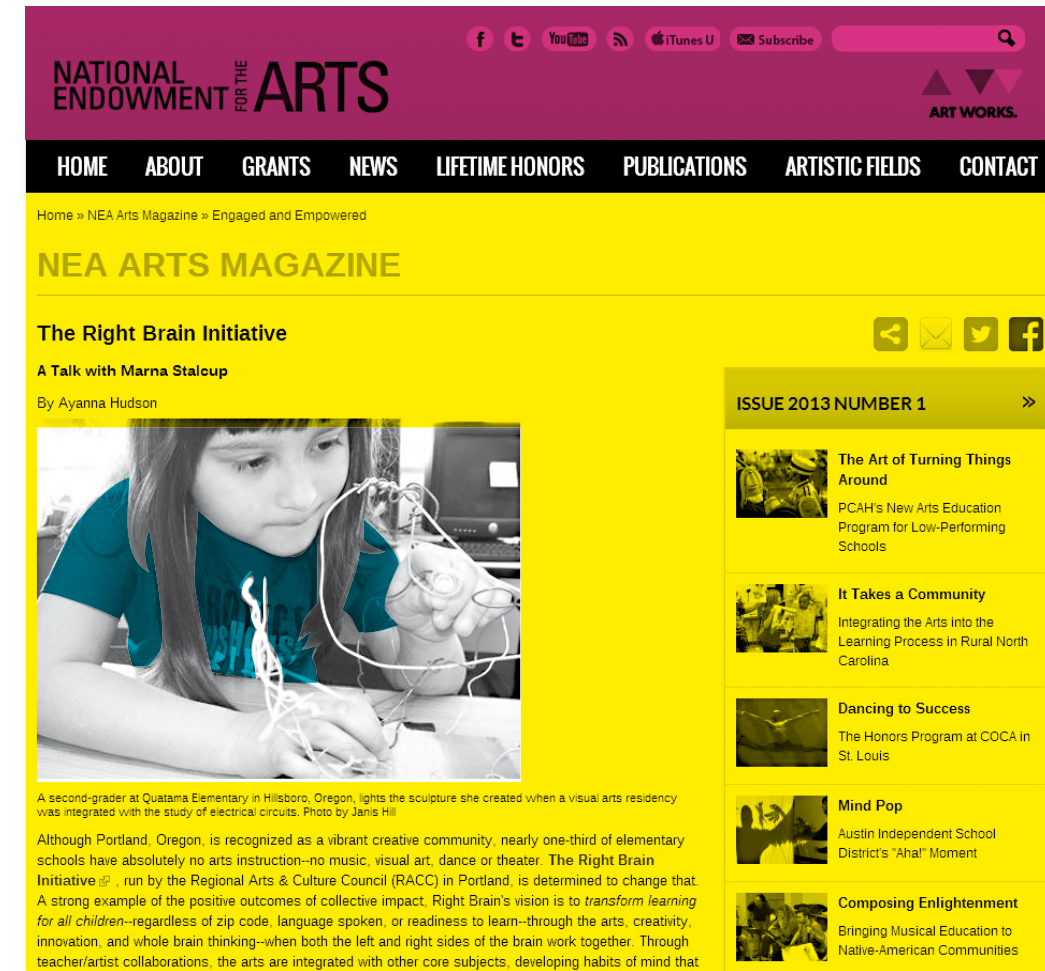 f t YouTube iTunes U Subscribe
NATIONAL
ENDOWMENT FOR THE ARTS
ART WORKS.
HOME ABOUT GRANTS NEWS LIFETIME HONORS PUBLICATIONS ARTISTIC FIELDS CONTACT
Home » NEA Arts Magazine » Engaged and Empowered
NEA ARTS MAGAZINE
The Right Brain Initiative
A Talk with Marna Stalcup
By Ayanna Hudson
A second-grader at Quatama Elementary in Hillsboro, Oregon, lights the sculpture she created when a visual arts residency
was integrated with the study of electrical circuits. Photo by Janis Hill
Although Portland, Oregon, is recognized as a vibrant creative community, nearly one-third of elementary
schools have absolutely no arts instruction--no music, visual art, dance or theater. The Right Brain
Initiative , run by the Regional Arts & Culture Council (RACC) in Portland, is determined to change that.
A strong example of the positive outcomes of collective impact, Right Brain's vision is to transform learning
for all children--regardless of zip code, language spoken, or readiness to learn--through the arts, creativity,
innovation, and whole brain thinking--when both the left and right sides of the brain work together. Through
teacher/artist collaborations, the arts are integrated with other core subjects, developing habits of mind that
ISSUE 2013 NUMBER 1 »
The Art of Turning Things
Around
PCAH's New Arts Education
Program for Low-Performing
Schools
It Takes a Community
Integrating the Arts into the
Learning Process in Rural North
Carolina
Dancing to Success
The Honors Program at COCA in
St. Louis
Mind Pop
Austin Independent School
District's "Aha!" Moment
Composing Enlightenment
Bringing Musical Education to
Native-American Communities